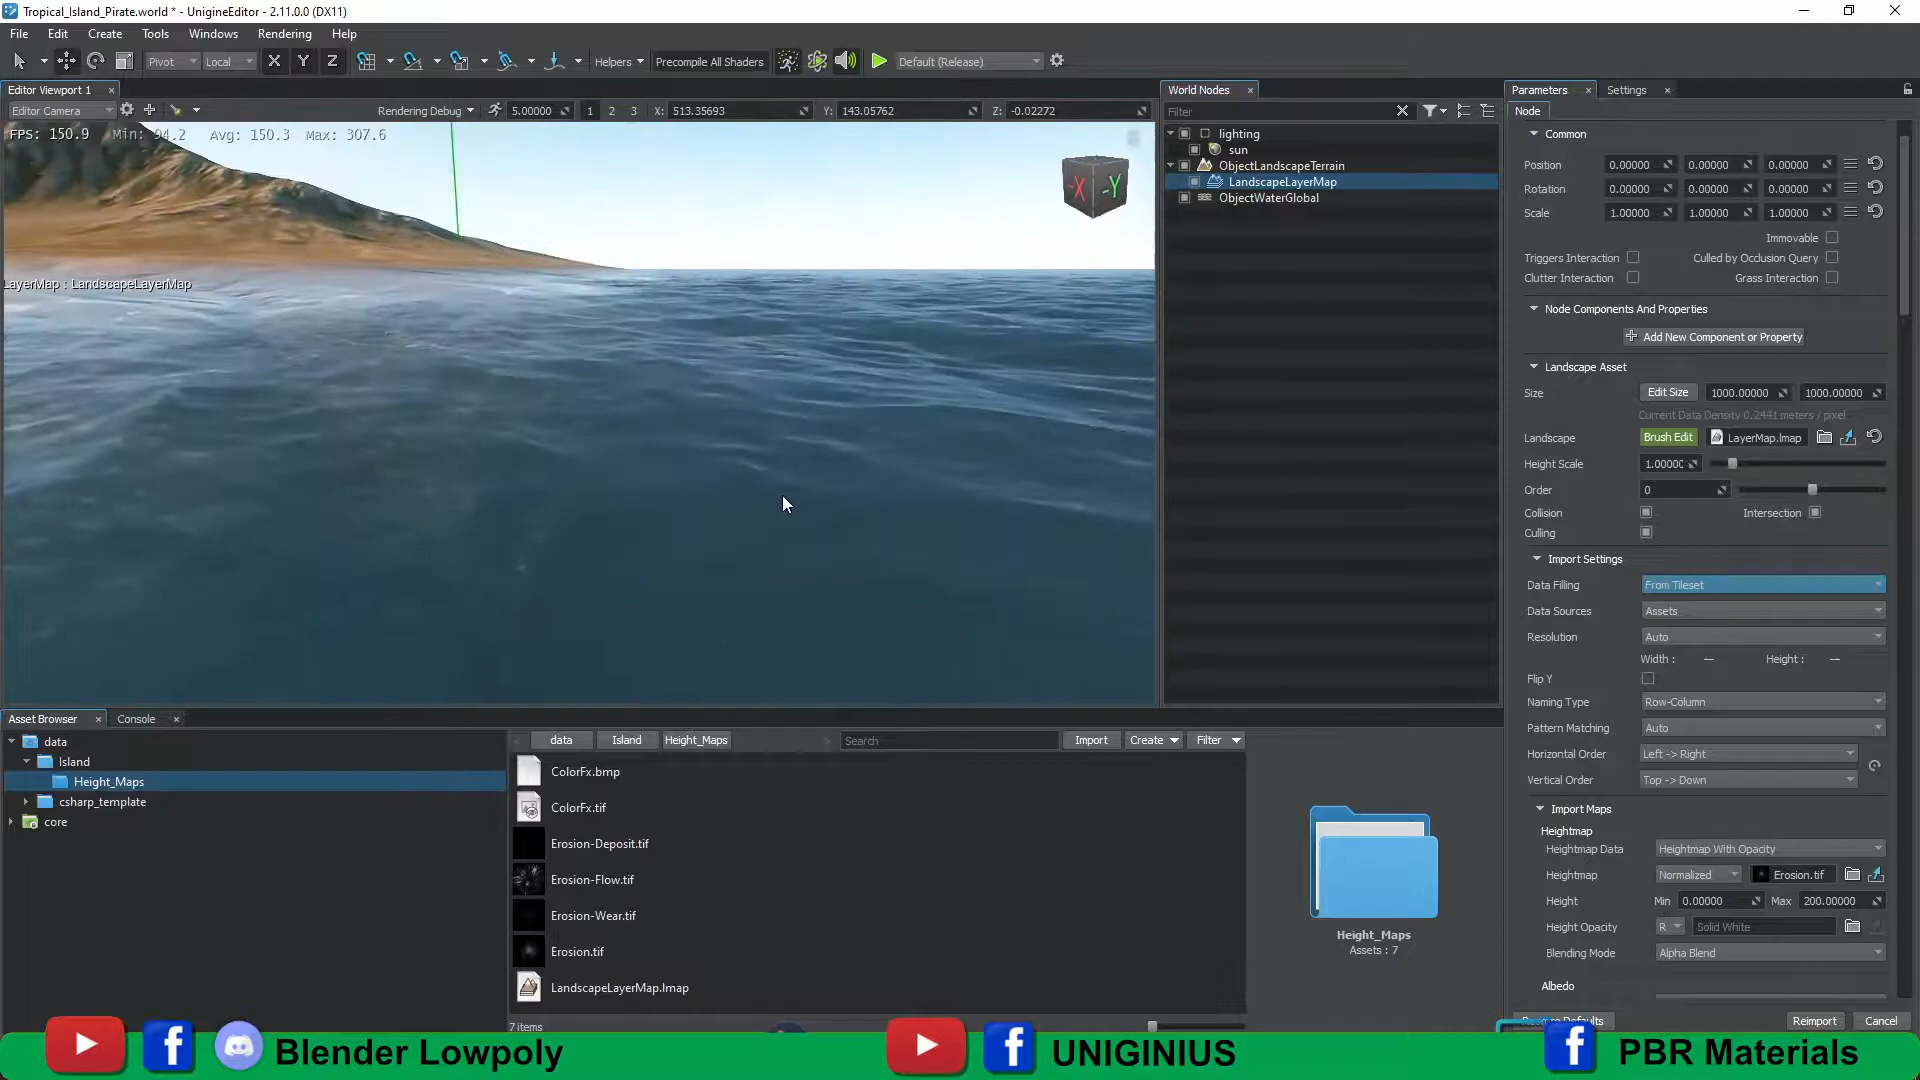 Tropical_Island_Pirate.world * - UnigineEditor - 2.11.0.0 (DX11)
File Edit Create Tools Windows Rendering Help
Pivot Local X Y Z Helpers Precompile All Shaders Default (Release)
Editor Viewport 1
Editor Camera Rendering Debug 5.00000 1 2 3 X: 513.35693 Y: 143.05762 Z: -0.02272
FPS: 150.9 Min: 94.2 Avg: 150.3 Max: 307.6
-X -Y
LayerMap : LandscapeLayerMap
World Nodes
Filter
lighting
sun
ObjectLandscapeTerrain
LandscapeLayerMap
ObjectWaterGlobal
Parameters Settings
Node
Common
Position 0.00000 0.00000 0.00000
Rotation 0.00000 0.00000 0.00000
Scale 1.00000 1.00000 1.00000
Immovable
Triggers Interaction Culled by Occlusion Query
Clutter Interaction Grass Interaction
Node Components And Properties
Add New Component or Property
Landscape Asset
Size Edit Size 1000.00000 1000.00000
Current Data Density 0.2441 meters / pixel
Landscape Brush Edit LayerMap.lmap
Height Scale 1.0000
Order 0
Collision Intersection
Culling
Import Settings
Data Filling From Tileset
Data Sources Assets
Resolution Auto
Width : — Height : —
Flip Y
Naming Type Row-Column
Pattern Matching Auto
Horizontal Order Left -> Right
Vertical Order Top -> Down
Import Maps
Heightmap
Heightmap Data Heightmap With Opacity
Heightmap Normalized Erosion.tif
Height Min 0.00000 Max 200.00000
Height Opacity R Solid White
Blending Mode Alpha Blend
Albedo
Reimport Cancel
Asset Browser Console
data
Island
Height_Maps
csharp_template
core
data Island Height_Maps Search Import Create Filter
ColorFx.bmp
ColorFx.tif
Erosion-Deposit.tif
Erosion-Flow.tif
Erosion-Wear.tif
Erosion.tif
LandscapeLayerMap.lmap
7 items
Height_Maps
Assets : 7
Blender Lowpoly
UNIGINIUS
PBR Materials